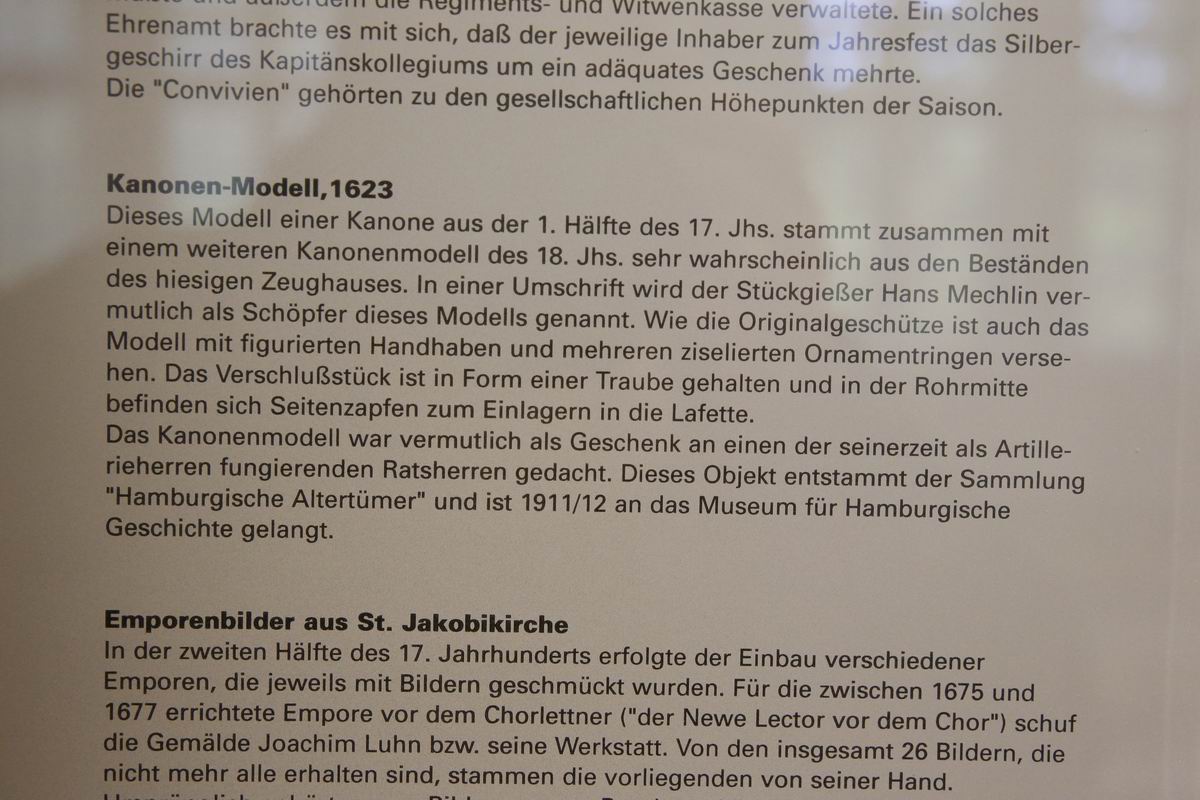 und außerdem die Regiments- und Witwenkasse verwaltete. Ein solches
Ehrenamt brachte es mit sich, daß der jeweilige Inhaber zum Jahresfest das Silber-
geschirr des Kapitänskollegiums um ein adäquates Geschenk mehrte.
Die "Convivien" gehörten zu den gesellschaftlichen Höhepunkten der Saison.
Kanonen-Modell,1623
Dieses Modell einer Kanone aus der 1. Hälfte des 17. Jhs. stammt zusammen mit
einem weiteren Kanonenmodell des 18. Jhs. sehr wahrscheinlich aus den Beständen
des hiesigen Zeughauses. In einer Umschrift wird der Stückgießer Hans Mechlin ver-
mutlich als Schöpfer dieses Modells genannt. Wie die Originalgeschütze ist auch das
Modell mit figurierten Handhaben und mehreren ziselierten Ornamentringen verse-
hen. Das Verschlußstück ist in Form einer Traube gehalten und in der Rohrmitte
befinden sich Seitenzapfen zum Einlagern in die Lafette.
Das Kanonenmodell war vermutlich als Geschenk an einen der seinerzeit als Artille-
rieherren fungierenden Ratsherren gedacht. Dieses Objekt entstammt der Sammlung
"Hamburgische Altertümer" und ist 1911/12 an das Museum für Hamburgische
Geschichte gelangt.
Emporenbilder aus St. Jakobikirche
In der zweiten Hälfte des 17. Jahrhunderts erfolgte der Einbau verschiedener
Emporen, die jeweils mit Bildern geschmückt wurden. Für die zwischen 1675 und
1677 errichtete Empore vor dem Chorlettner ("der Newe Lector vor dem Chor") schuf
die Gemälde Joachim Luhn bzw. seine Werkstatt. Von den insgesamt 26 Bildern, die
nicht mehr alle erhalten sind, stammen die vorliegenden von seiner Hand.